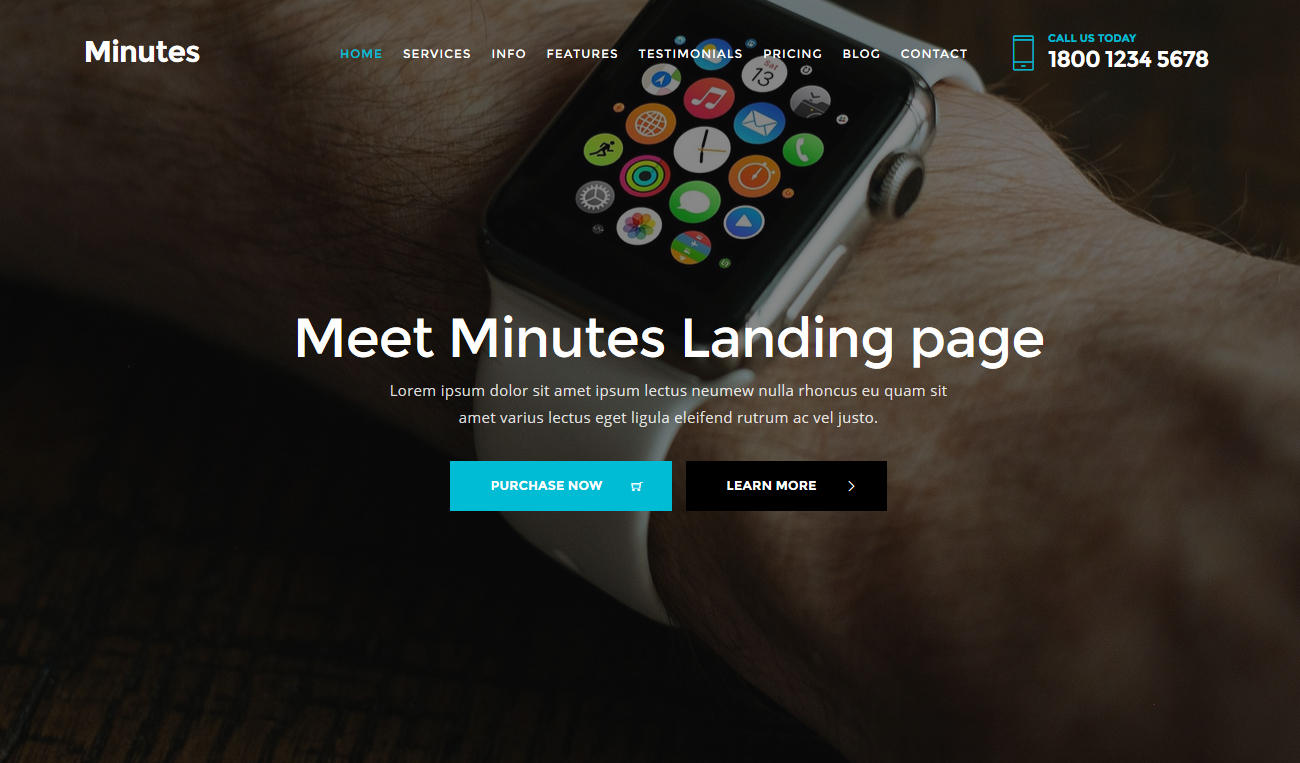 Minutes
HOME SERVICES INFO FEATURES TESTIMONIALS PRICING BLOG CONTACT
CALL US TODAY
1800 1234 5678
Sat
13
Meet Minutes Landing page
Lorem ipsum dolor sit amet ipsum lectus neumew nulla rhoncus eu quam sit
amet varius lectus eget ligula eleifend rutrum ac vel justo.
PURCHASE NOW
LEARN MORE